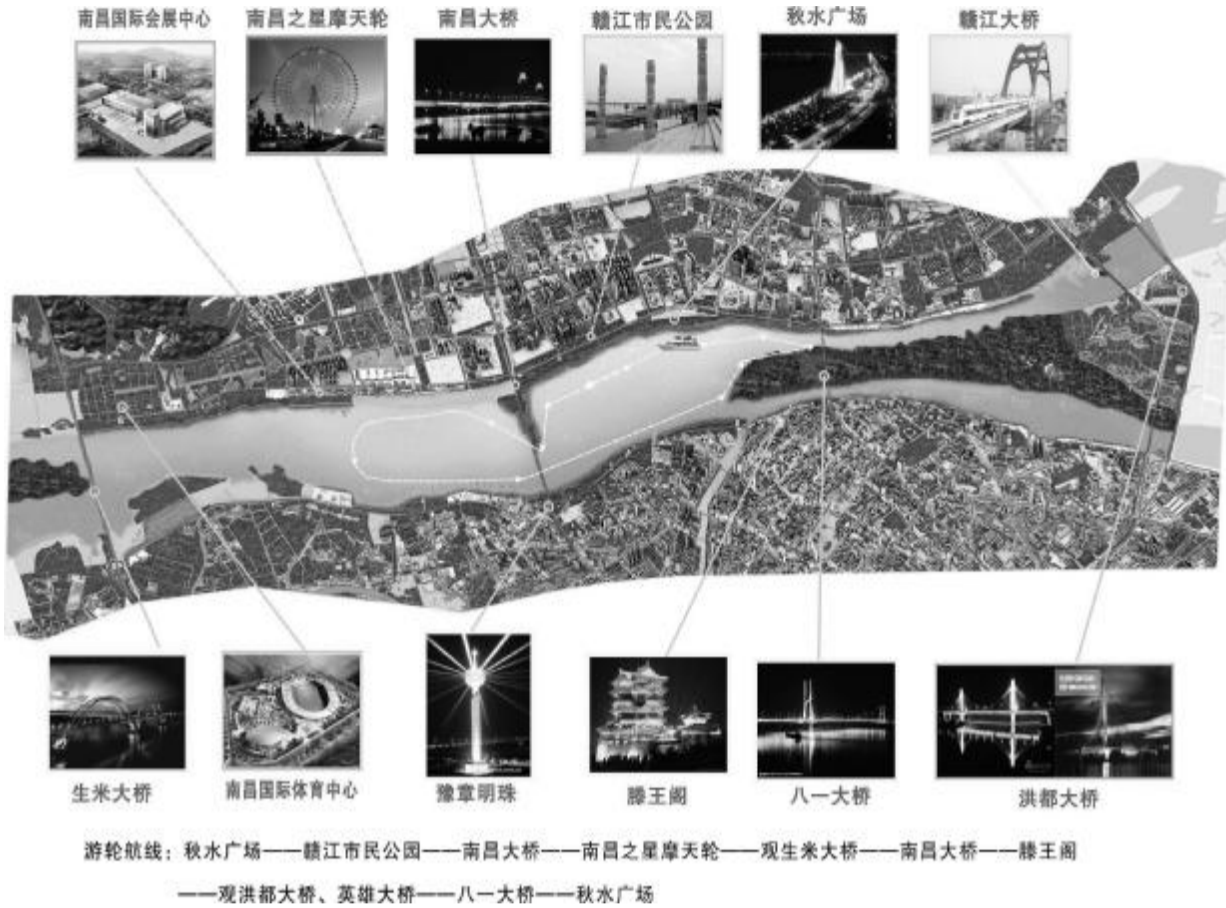 南昌国际会展中心
南昌之星摩天轮
南昌大桥
赣江市民公园
秋水广场
赣江大桥
生米大桥
南昌国际体育中心
豫章明珠
滕王阁
八一大桥
洪都大桥
游轮航线：秋水广场——赣江市民公园——南昌大桥——南昌之星摩天轮——观生米大桥——南昌大桥——滕王阁
——观洪都大桥、英雄大桥——八一大桥——秋水广场